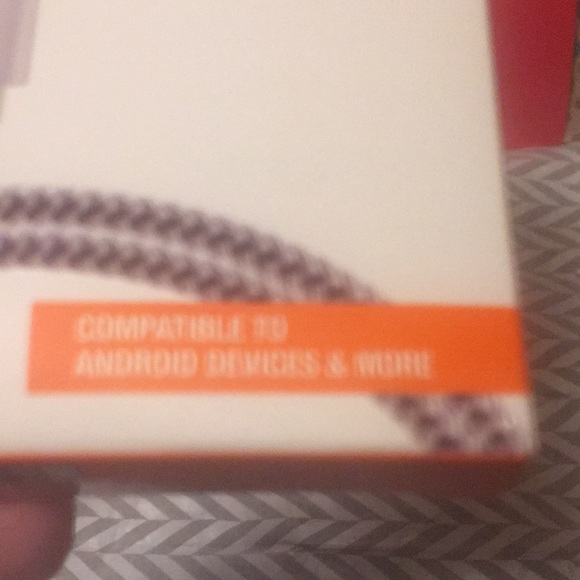 COMPATIBLE TO
ANDROID DEVICES & MORE